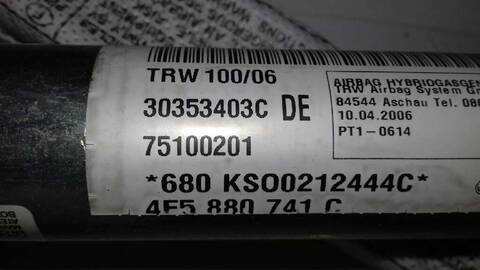 TRW 100/06
30353403C DE
75100201
*680 KSO0212444C*
4F5 880 741 C
AIRBAG HYBRIDGASGEN
TRW Airbag System Gm
84544 Aschau Tel. 08
10.04.2006
PT1-0614